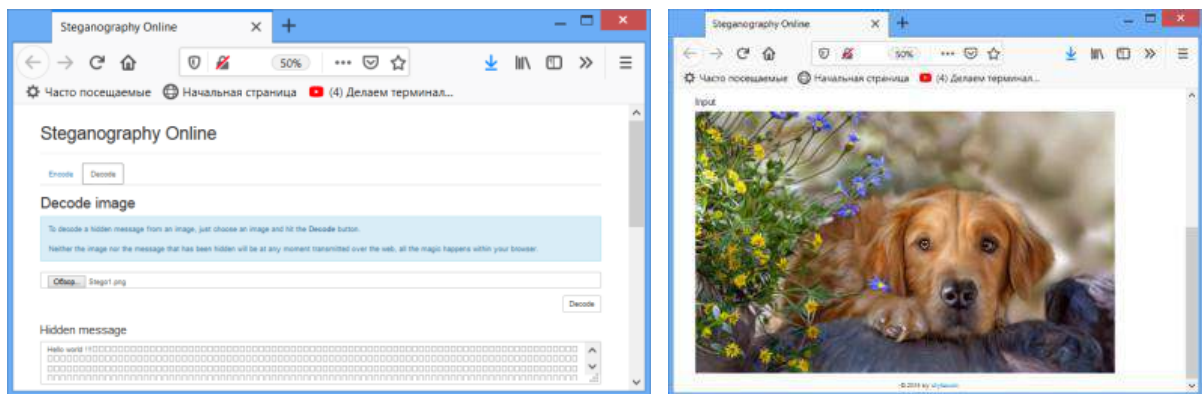 Steganography Online
50%
Часто посещаемые Начальная страница (4) Делаем терминал...
Steganography Online
Encode Decode
Decode image
To decode a hidden message from an image, just choose an image and hit the Decode button.
Neither the image nor the message that has been hidden will be at any moment transmitted over the web, all the magic happens within your browser.
Обзор... Stego1.png
Decode
Hidden message
Hello world !!
Steganography Online
50%
Часто посещаемые Начальная страница (4) Делаем терминал...
Input